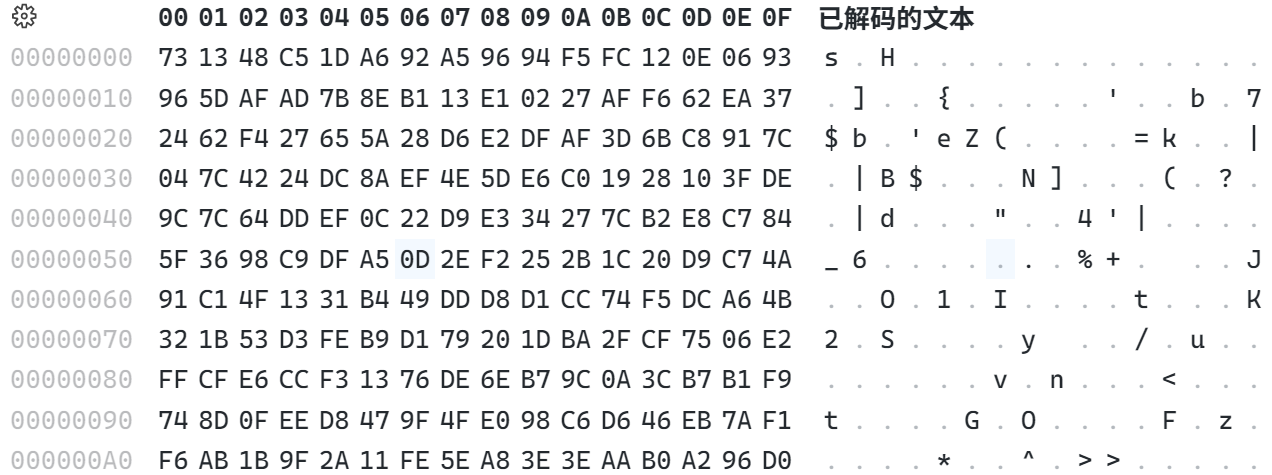 00 01 02 03 04 05 06 07 08 09 0A 0B 0C 0D 0E 0F 已解码的文本
00000000 73 13 48 C5 1D A6 92 A5 96 94 F5 FC 12 0E 06 93 s . H . . . . . . . . . . . . .
00000010 96 5D AF AD 7B 8E B1 13 E1 02 27 AF F6 62 EA 37 . ] . . { . . . . . ' . . b . 7
00000020 24 62 F4 27 65 5A 28 D6 E2 DF AF 3D 6B C8 91 7C $ b . ' e Z ( . . . . = k . . |
00000030 04 7C 42 24 DC 8A EF 4E 5D E6 C0 19 28 10 3F DE . | B $ . . . N ] . . . ( . ? .
00000040 9C 7C 64 DD EF 0C 22 D9 E3 34 27 7C B2 E8 C7 84 . | d . . . " . . 4 ' | . . . .
00000050 5F 36 98 C9 DF A5 0D 2E F2 25 2B 1C 20 D9 C7 4A _ 6 . . . . . . . % + .   . . J
00000060 91 C1 4F 13 31 B4 49 DD D8 D1 CC 74 F5 DC A6 4B . . O . 1 . I . . . . t . . . K
00000070 32 1B 53 D3 FE B9 D1 79 20 1D BA 2F CF 75 06 E2 2 . S . . . . y   . . / . u . .
00000080 FF CF E6 CC F3 13 76 DE 6E B7 9C 0A 3C B7 B1 F9 . . . . . . v . n . . . < . . .
00000090 74 8D 0F EE D8 47 9F 4F E0 98 C6 D6 46 EB 7A F1 t . . . . G . O . . . . F . z .
000000A0 F6 AB 1B 9F 2A 11 FE 5E A8 3E 3E AA B0 A2 96 D0 . . . . * . . ^ . > > . . . . .